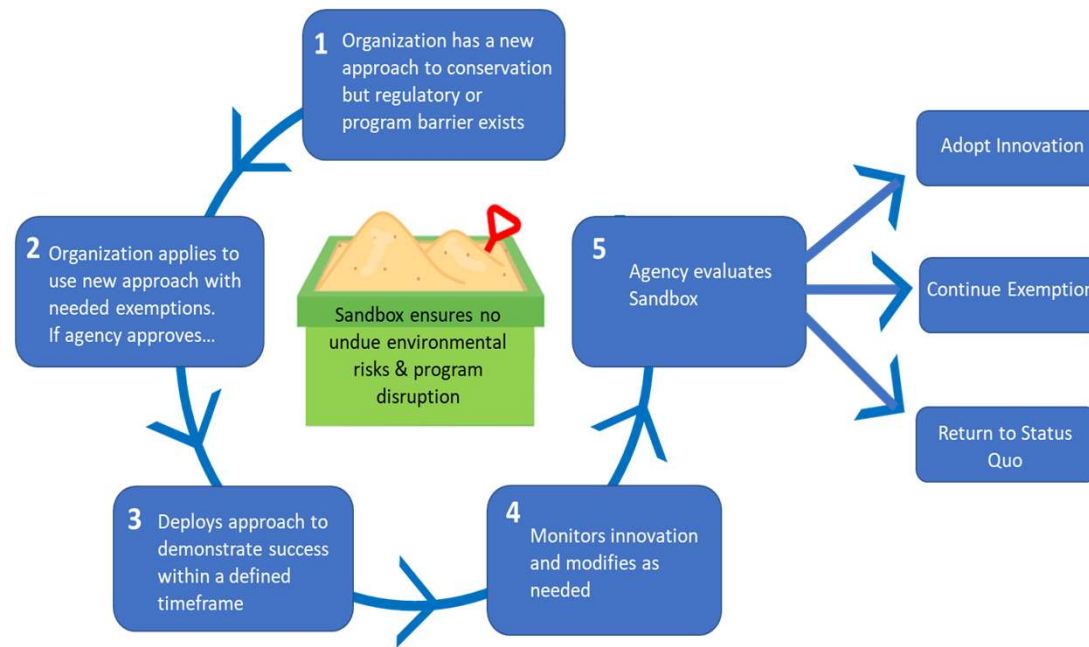 1 Organization has a new
approach to conservation
but regulatory or
program barrier exists
2 Organization applies to
use new approach with
needed exemptions.
If agency approves...
3 Deploys approach to
demonstrate success
within a defined
timeframe
4 Monitors innovation
and modifies as
needed
5 Agency evaluates
Sandbox
Sandbox ensures no
undue environmental
risks & program
disruption
Adopt Innovation
Continue Exemption
Return to Status
Quo